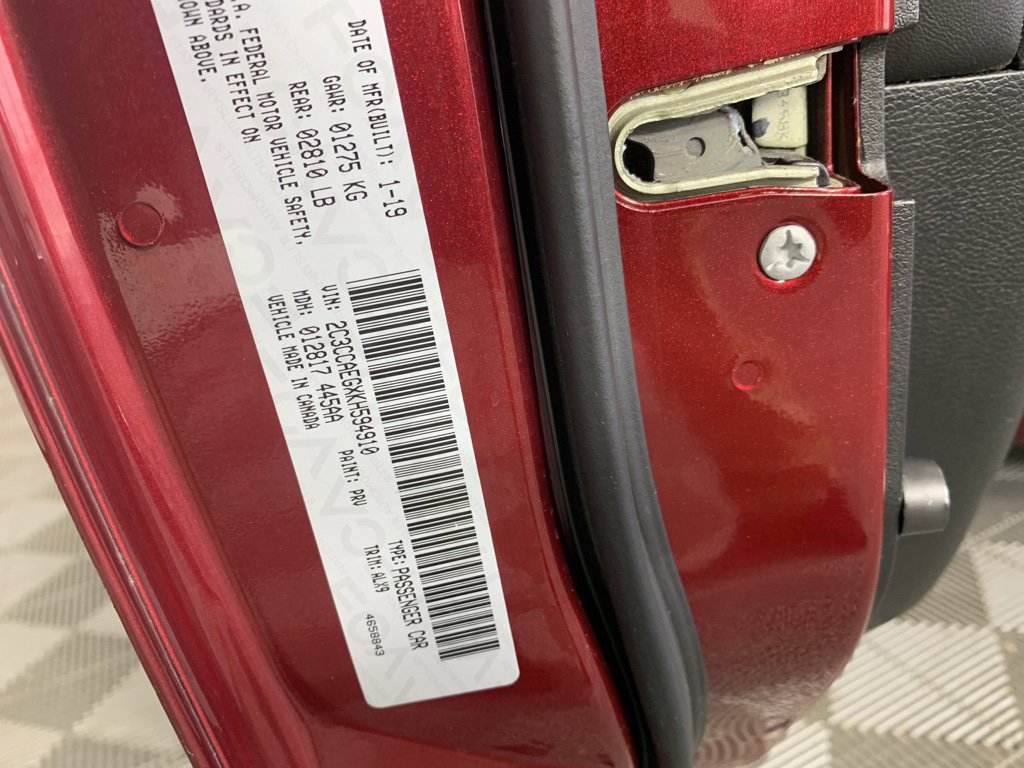 DATE OF MFR(BUILT): 1-19
GAWR: 01275 KG
REAR: 02810 LB
A. FEDERAL MOTOR VEHICLE SAFETY,
DARDS IN EFFECT ON
OWN ABOVE.
VIN: 2C3CCAEGXKH594910
MDH: 012817 445AA
VEHICLE MADE IN CANADA
PAINT: PRV
TYPE: PASSENGER CAR
TRIM: ALX9
4658843